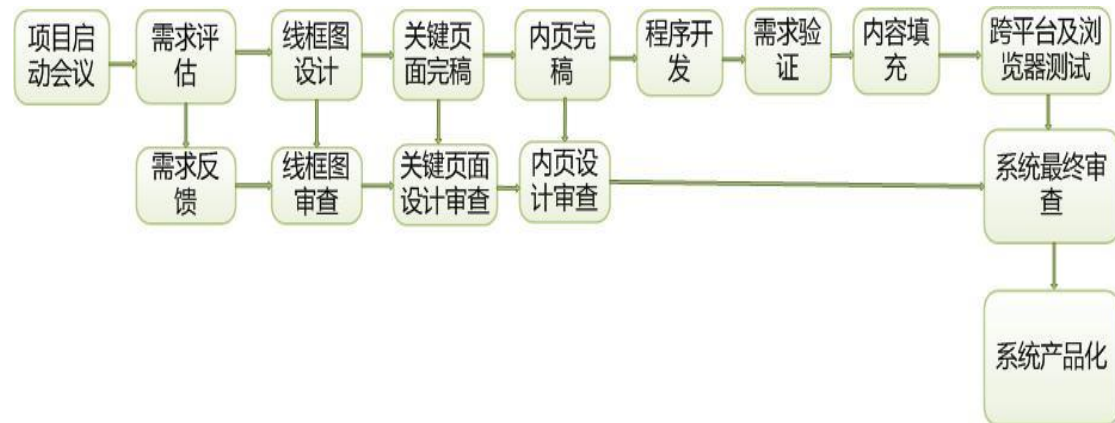 项目启
动会议
需求评
估
线框图
设计
关键页
面完稿
内页完
稿
程序开
发
需求验
证
内容填
充
跨平台及浏
览器测试
需求反
馈
线框图
审查
关键页面
设计审查
内页设
计审查
系统最终审
查
系统产品化